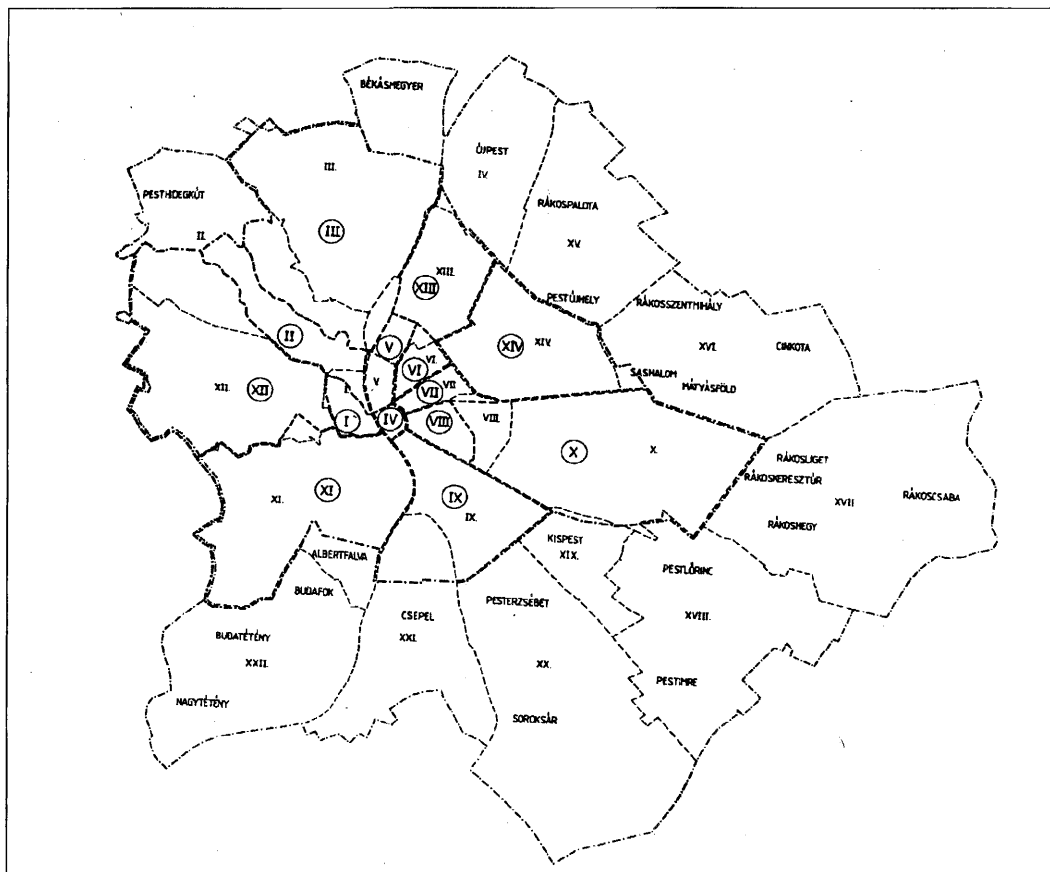 BÉKÁSMEGYER
ÚJPEST
IV.
III.
III
PESTHIDEGKÚT
II.
RÁKOSPALOTA
XV.
PESTÚJHELY
XIII.
XIII
RÁKOSSZENTMIHÁLY
XVI.
CINKOTA
SASHALOM
MÁTYÁSFÖLD
XIV
XIV.
II
V
V.
VI
VI.
VII
VII.
XII.
XII
I
IV
VIII
VIII.
X
X.
RÁKOSLIGET
RÁKOSKERESZTÚR
XVII
RÁKOSCSABA
RÁKOSHEGY
XI.
XI
IX
IX.
KISPEST
XIX.
ALBERTFALVA
BUDAFOK
PESTLŐRINC
XVIII.
PESTERZSÉBET
CSEPEL
XXI.
BUDATÉTÉNY
XXII.
NAGYTÉTÉNY
XX.
SOROKSÁR
PESTIMRE